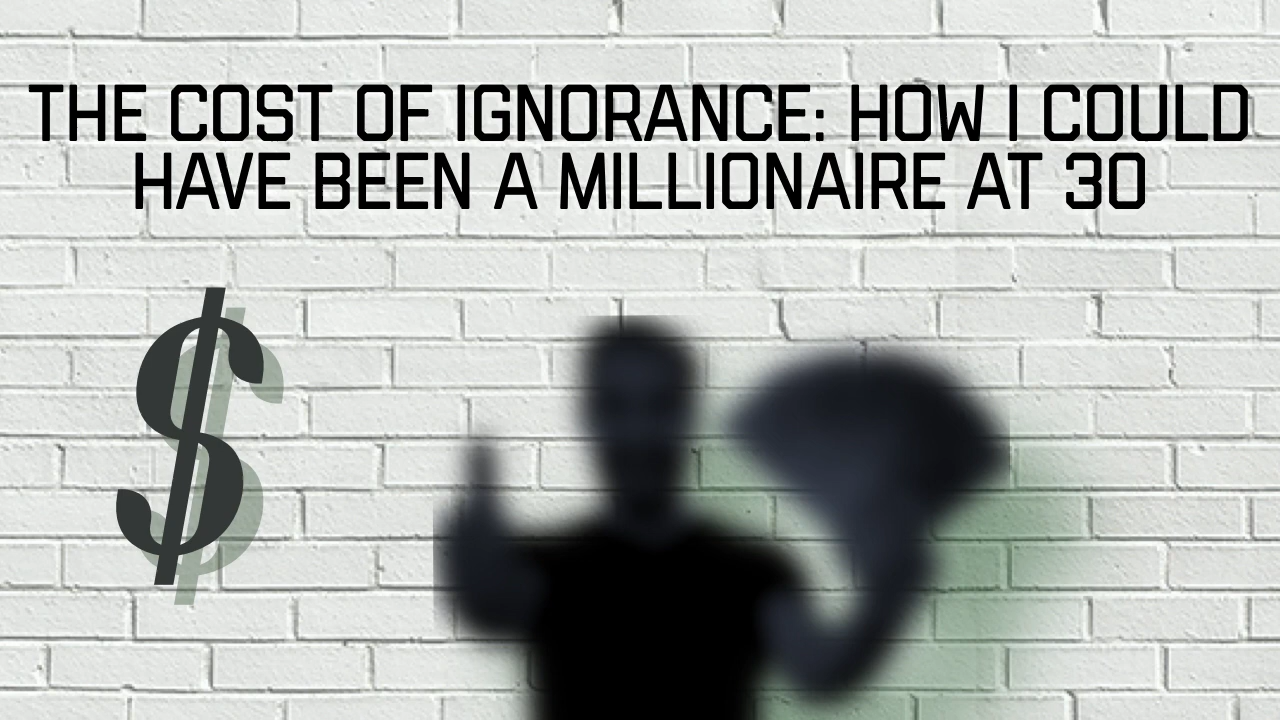 THE COST OF IGNORANCE: HOW I COULD
HAVE BEEN A MILLIONAIRE AT 30
$